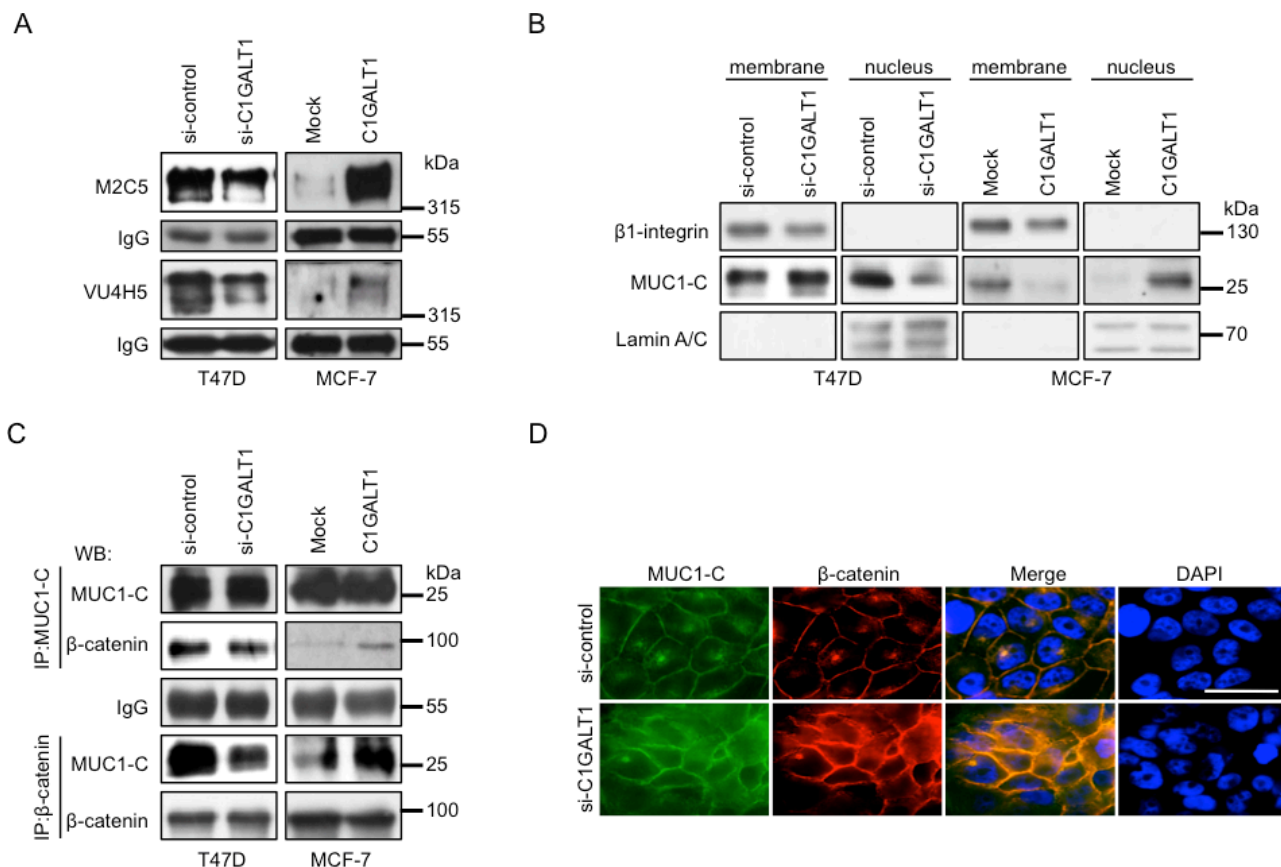 A
si-control
si-C1GALT1
Mock
C1GALT1
kDa
M2C5
315
IgG
55
VU4H5
315
IgG
55
T47D
MCF-7
B
membrane
nucleus
membrane
nucleus
si-control
si-C1GALT1
si-control
si-C1GALT1
Mock
C1GALT1
Mock
C1GALT1
kDa
β1-integrin
130
MUC1-C
25
Lamin A/C
70
T47D
MCF-7
C
si-control
si-C1GALT1
Mock
C1GALT1
WB:
kDa
IP:MUC1-C
MUC1-C
25
β-catenin
100
IgG
55
IP:β-catenin
MUC1-C
25
β-catenin
100
T47D
MCF-7
D
MUC1-C
β-catenin
Merge
DAPI
si-control
si-C1GALT1